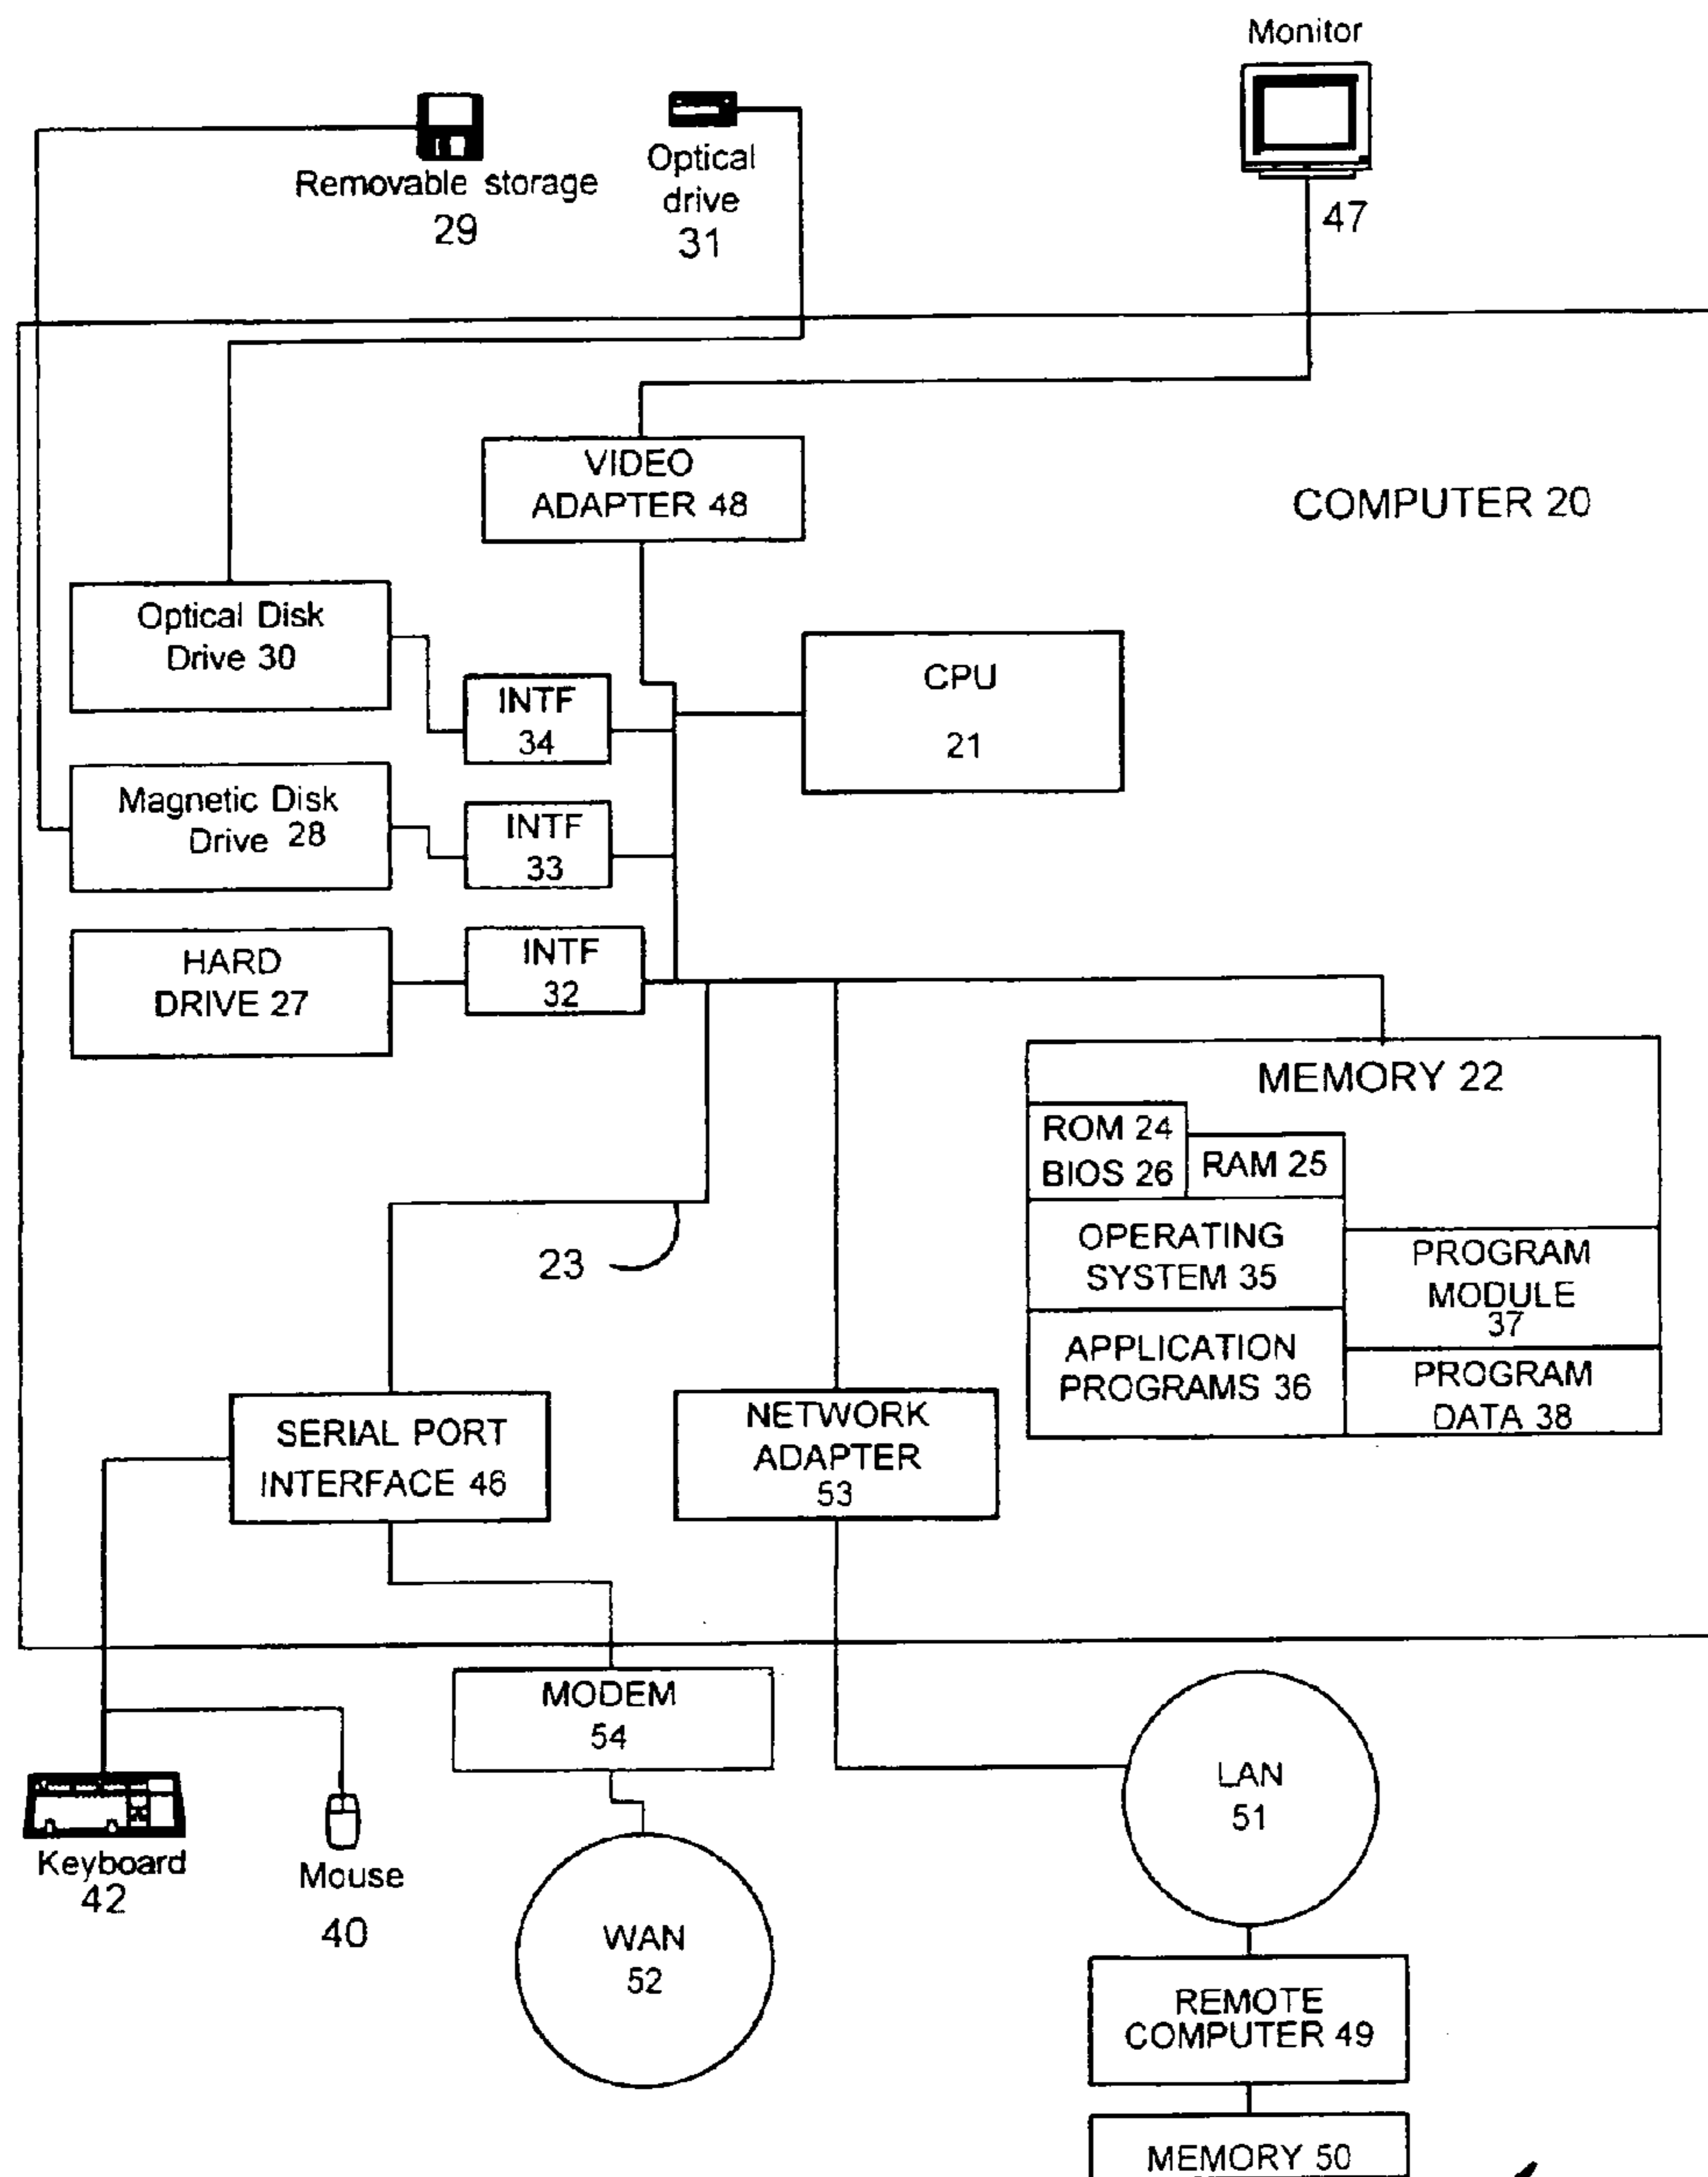 Monitor
Removable storage
29
Optical
drive
31
47
VIDEO
ADAPTER 48
COMPUTER 20
Optical Disk
Drive 30
INTF
34
CPU
21
Magnetic Disk
Drive 28
INTF
33
HARD
DRIVE 27
INTF
32
MEMORY 22
ROM 24
BIOS 26
RAM 25
OPERATING
SYSTEM 35
PROGRAM
MODULE
37
APPLICATION
PROGRAMS 36
PROGRAM
DATA 38
23
SERIAL PORT
INTERFACE 46
NETWORK
ADAPTER
53
MODEM
54
LAN
51
Keyboard
42
Mouse
40
WAN
52
REMOTE
COMPUTER 49
MEMORY 50